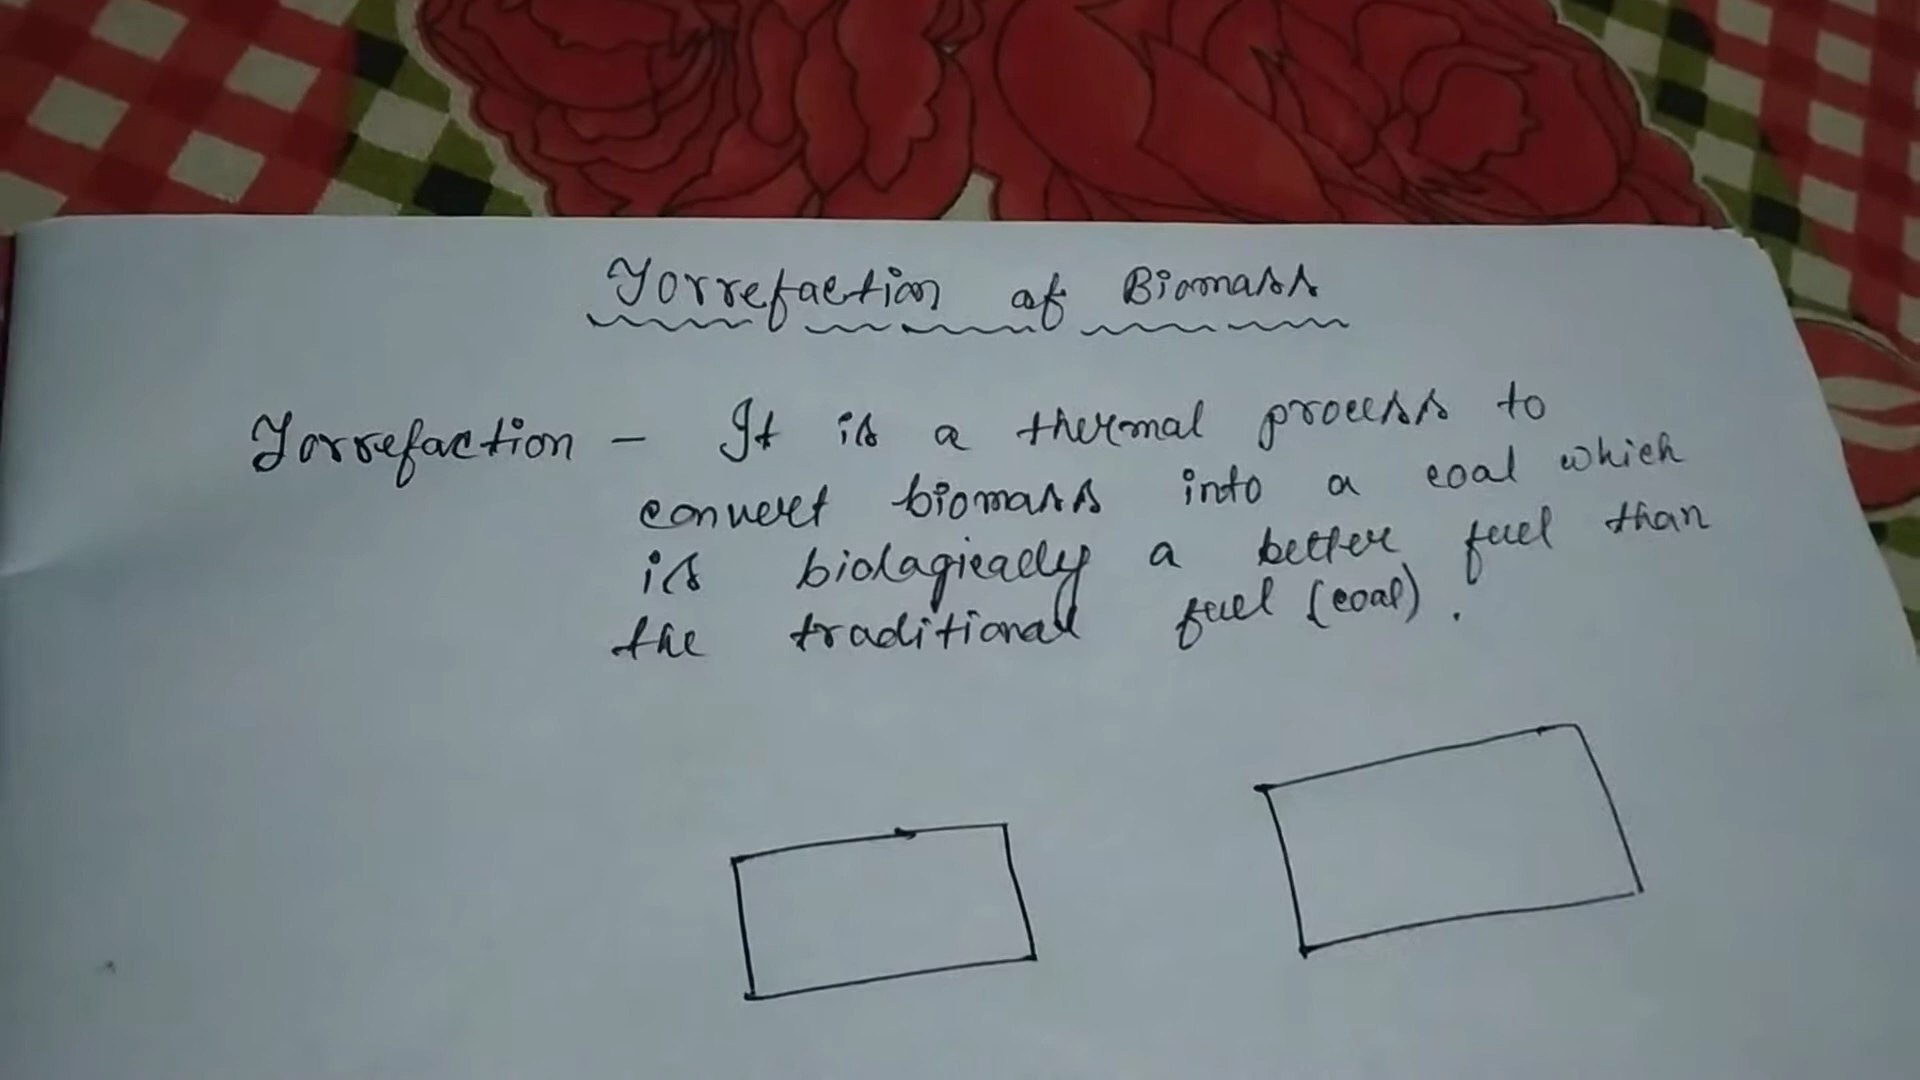 Torrefaction of Biomass
Torrefaction - It is a thermal process to
convert biomass into a coal which
is biologically a better fuel than
the traditional fuel (coal).